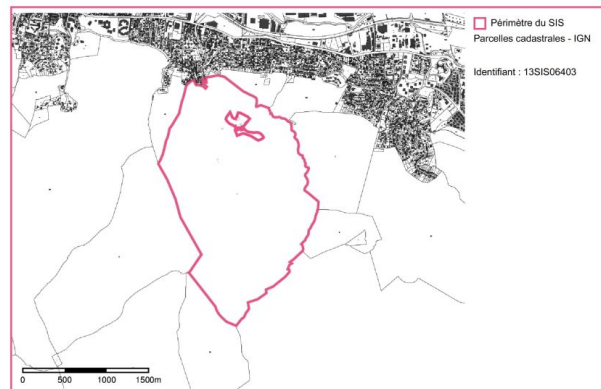 Périmètre du SIS
Parcelles cadastrales - IGN
Identifiant : 13SIS06403
0 500 1000 1500m